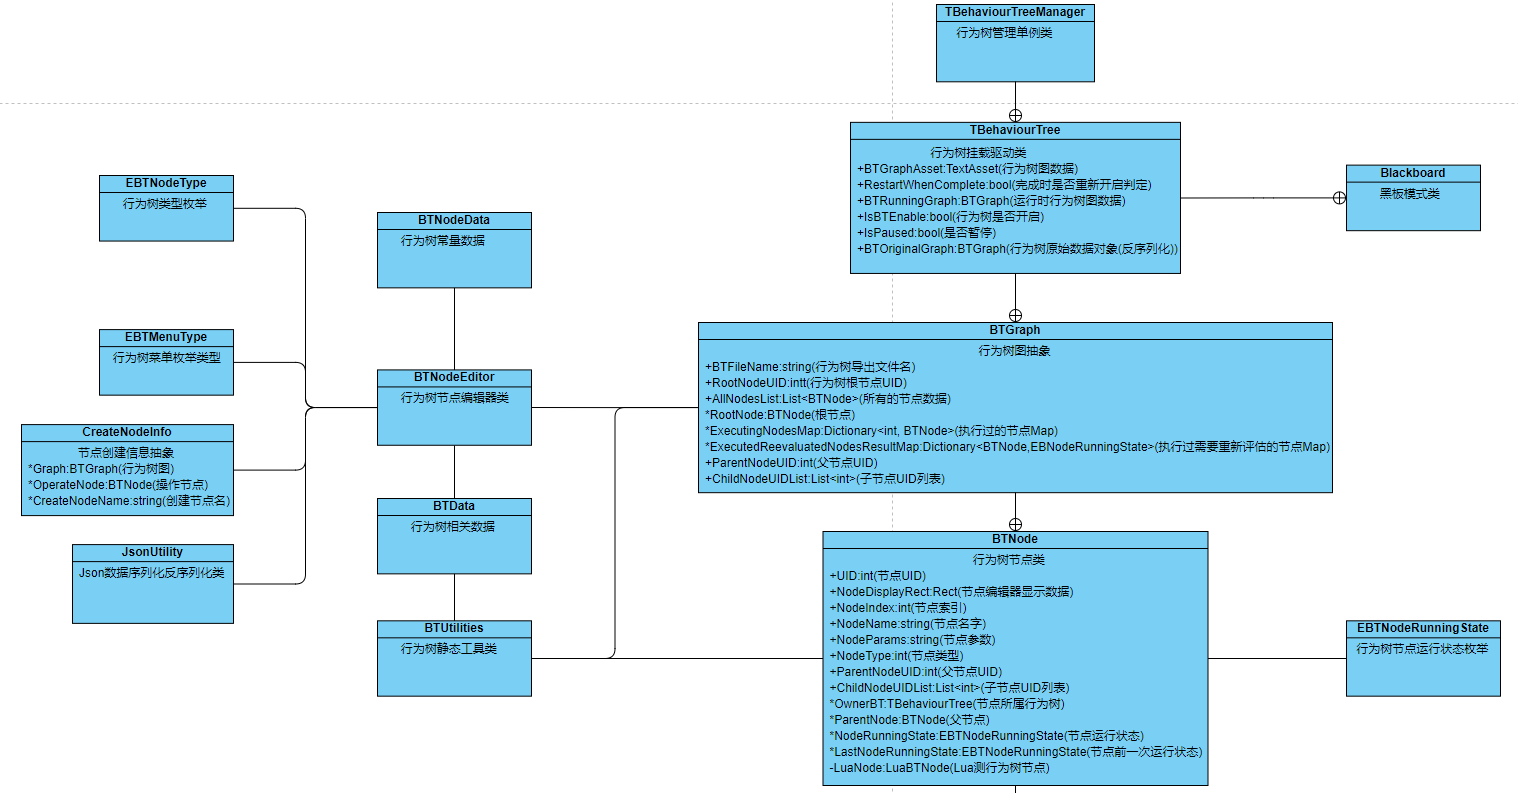 TBehaviourTreeManager
行为树管理单例类
TBehaviourTree
行为树挂载驱动类
+BTGraphAsset:TextAsset(行为树图数据)
+RestartWhenComplete:bool(完成时是否重新开启判定)
+BTRunningGraph:BTGraph(运行时行为树图数据)
+IsBTEnable:bool(行为树是否开启)
+IsPaused:bool(是否暂停)
+BTOriginalGraph:BTGraph(行为树原始数据对象(反序列化))
Blackboard
黑板模式类
EBTNodeType
行为树类型枚举
BTNodeData
行为树常量数据
EBTMenuType
行为树菜单枚举类型
BTNodeEditor
行为树节点编辑器类
BTGraph
行为树图抽象
+BTFileName:string(行为树导出文件名)
+RootNodeUID:intt(行为树根节点UID)
+AllNodesList:List<BTNode>(所有的节点数据)
*RootNode:BTNode(根节点)
*ExecutingNodesMap:Dictionary<int, BTNode>(执行过的节点Map)
*ExecutedReevaluatedNodesResultMap:Dictionary<BTNode,EBNodeRunningState>(执行过需要重新评估的节点Map)
+ParentNodeUID:int(父节点UID)
+ChildNodeUIDList:List<int>(子节点UID列表)
CreateNodeInfo
节点创建信息抽象
*Graph:BTGraph(行为树图)
*OperateNode:BTNode(操作节点)
*CreateNodeName:string(创建节点名)
BTData
行为树相关数据
JsonUtility
Json数据序列化反序列化类
BTUtilities
行为树静态工具类
BTNode
行为树节点类
+UID:int(节点UID)
+NodeDisplayRect:Rect(节点编辑器显示数据)
+NodeIndex:int(节点索引)
+NodeName:string(节点名字)
+NodeParams:string(节点参数)
+NodeType:int(节点类型)
+ParentNodeUID:int(父节点UID)
+ChildNodeUIDList:List<int>(子节点UID列表)
*OwnerBT:TBehaviourTree(节点所属行为树)
*ParentNode:BTNode(父节点)
*NodeRunningState:EBTNodeRunningState(节点运行状态)
*LastNodeRunningState:EBTNodeRunningState(节点前一次运行状态)
-LuaNode:LuaBTNode(Lua测行为树节点)
EBTNodeRunningState
行为树节点运行状态枚举